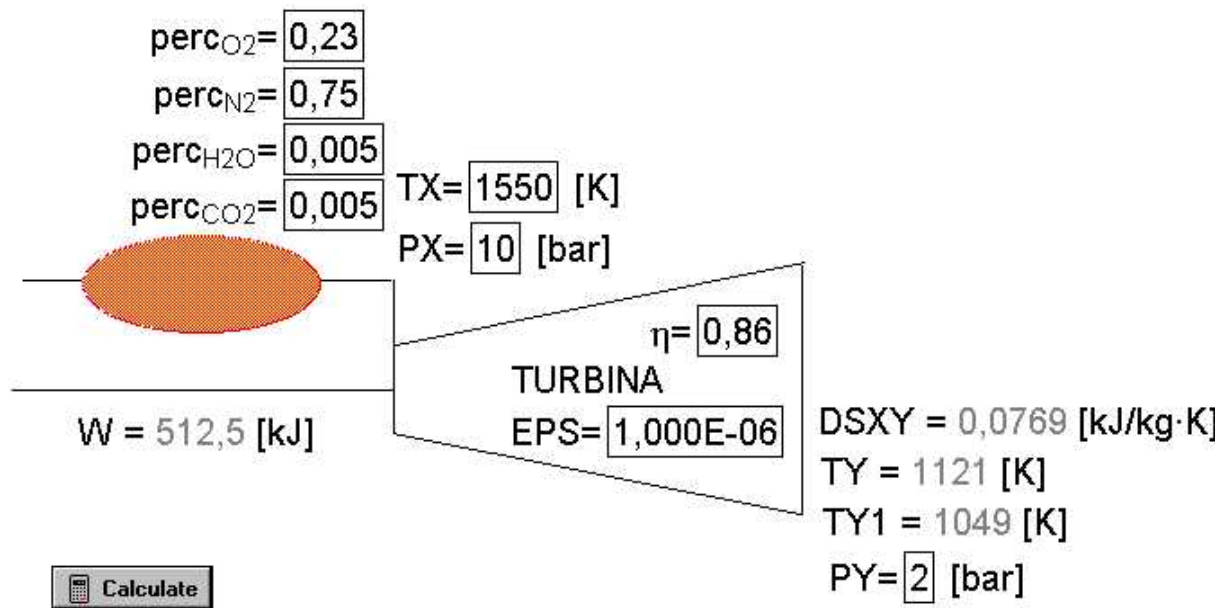 percO2= 0,23
percN2= 0,75
percH2O= 0,005
percCO2= 0,005
TX= 1550 [K]
PX= 10 [bar]
η= 0,86
TURBINA
EPS= 1,000E-06
W = 512,5 [kJ]
DSXY = 0,0769 [kJ/kg·K]
TY = 1121 [K]
TY1 = 1049 [K]
PY= 2 [bar]
Calculate